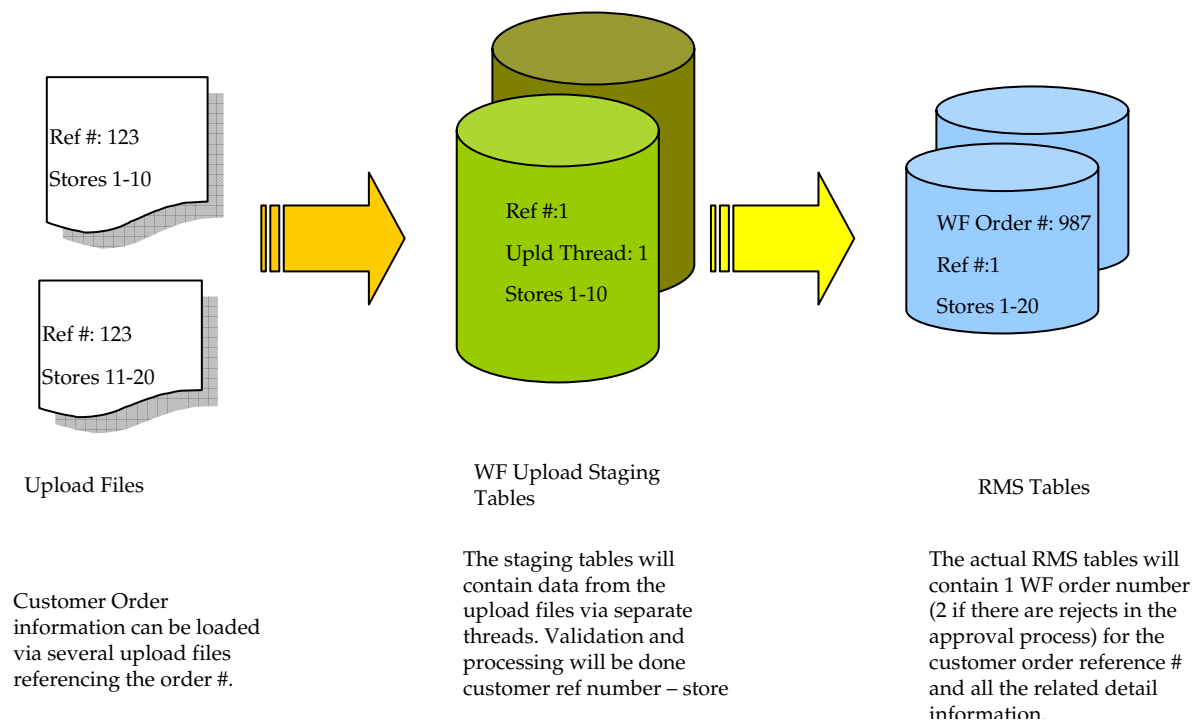 Ref #: 123
Stores 1-10
Ref #: 123
Stores 11-20
Ref #:1
Upld Thread: 1
Stores 1-10
WF Order #: 987
Ref #:1
Stores 1-20
Upload Files
WF Upload Staging
Tables
RMS Tables
Customer Order
information can be loaded
via several upload files
referencing the order #.
The staging tables will
contain data from the
upload files via separate
threads. Validation and
processing will be done
customer ref number – store
The actual RMS tables will
contain 1 WF order number
(2 if there are rejects in the
approval process) for the
customer order reference #
and all the related detail
information.